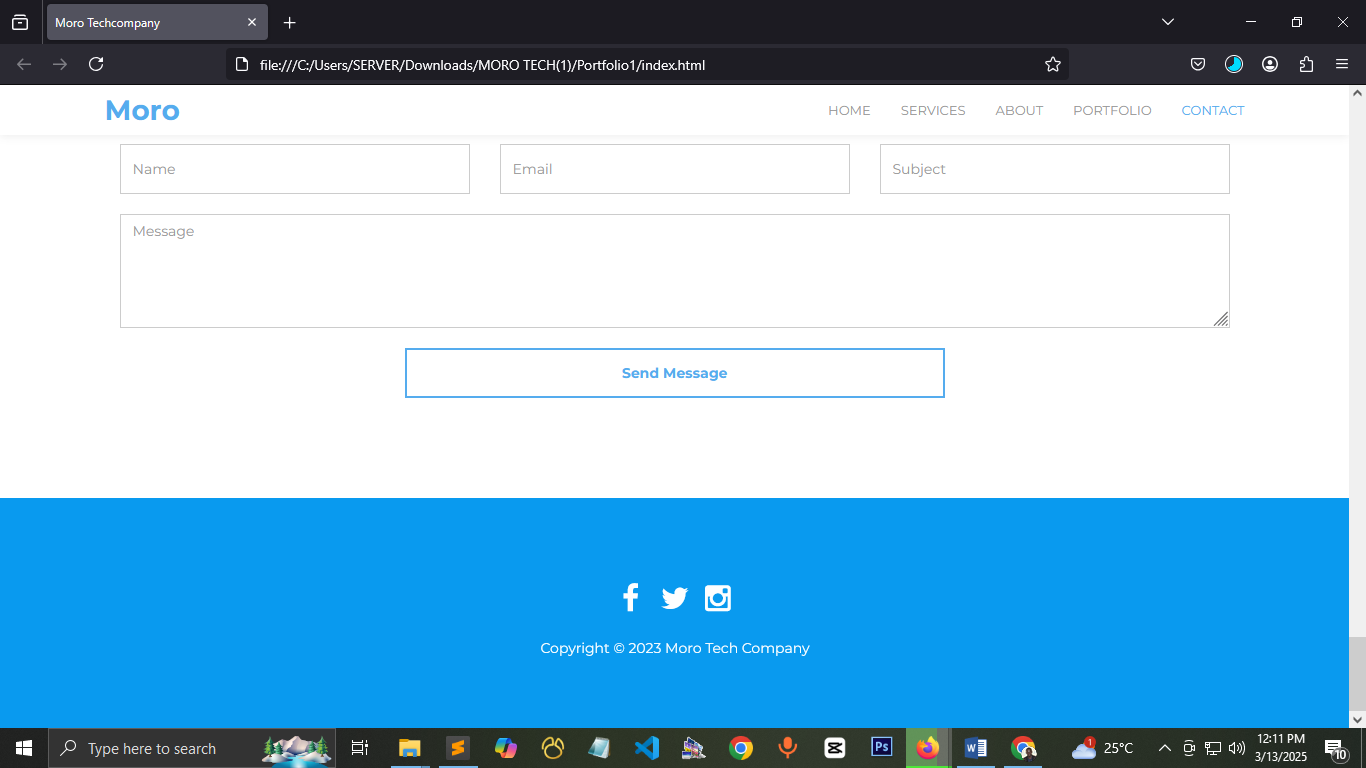 Moro Techcompany
file:///C:/Users/SERVER/Downloads/MORO TECH(1)/Portfolio1/index.html
Moro
HOME SERVICES ABOUT PORTFOLIO CONTACT
Name Email Subject
Message
Send Message
Copyright © 2023 Moro Tech Company
Type here to search
Ps
W
1
25°C
12:11 PM
3/13/2025
10